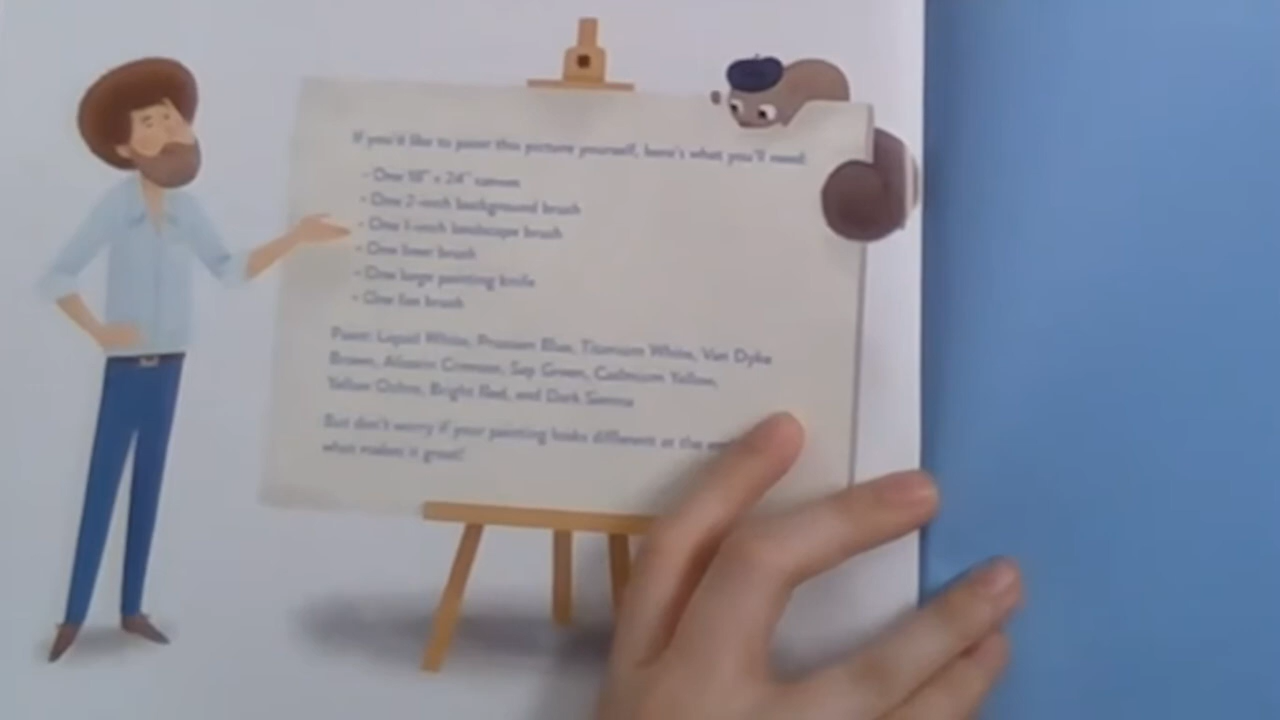 If you'd like to paint this picture yourself, here's what you'll need:
- One 18" x 24" canvas
- One 2-inch background brush
- One 1-inch landscape brush
- One liner brush
- One large painting knife
- One fan brush
Paint: Liquid White, Prussian Blue, Titanium White, Van Dyke
Brown, Alizarin Crimson, Sap Green, Cadmium Yellow,
Yellow Ochre, Bright Red, and Dark Sienna
But don't worry if your painting looks different at the
what makes it great!